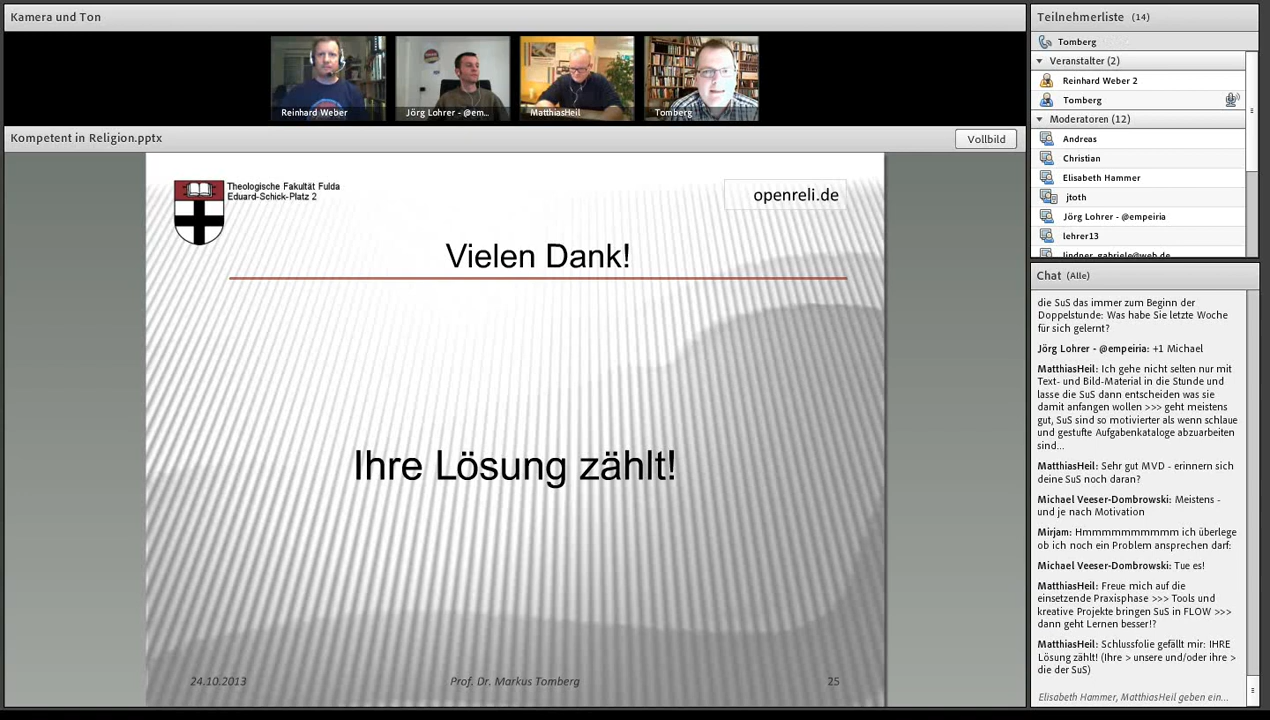 Kamera und Ton
Reinhard Weber
Jörg Lohrer - @em...
MatthiasHeil
Tomberg
Kompetent in Religion.pptx
Vollbild
Theologische Fakultät Fulda
Eduard-Schick-Platz 2
openreli.de
Vielen Dank!
Ihre Lösung zählt!
24.10.2013
Prof. Dr. Markus Tomberg
25
Teilnehmerliste (14)
Tomberg
Veranstalter (2)
Reinhard Weber 2
Tomberg
Moderatoren (12)
Andreas
Christian
Elisabeth Hammer
jtoth
Jörg Lohrer - @empeiria
lehrer13
lindner_gabriele@web.de
Chat (Alle)
die SuS das immer zum Beginn der
Doppelstunde: Was habe Sie letzte Woche
für sich gelernt?
Jörg Lohrer - @empeiria: +1 Michael
MatthiasHeil: Ich gehe nicht selten nur mit
Text- und Bild-Material in die Stunde und
lasse die SuS dann entscheiden was sie
damit anfangen wollen >>> geht meistens
gut, SuS sind so motivierter als wenn schlaue
und gestufte Aufgabenkataloge abzuarbeiten
sind...
MatthiasHeil: Sehr gut MVD - erinnern sich
deine SuS noch daran?
Michael Veeser-Dombrowski: Meistens -
und je nach Motivation
Mirjam: Hmmmmmmmmm ich überlege
ob ich noch ein Problem ansprechen darf:
Michael Veeser-Dombrowski: Tue es!
MatthiasHeil: Freue mich auf die
einsetzende Praxisphase >>> Tools und
kreative Projekte bringen SuS in FLOW >>>
dann geht Lernen besser!?
MatthiasHeil: Schlussfolie gefällt mir: IHRE
Lösung zählt! (Ihre > unsere und/oder ihre >
die der SuS)
Elisabeth Hammer, MatthiasHeil geben ein...